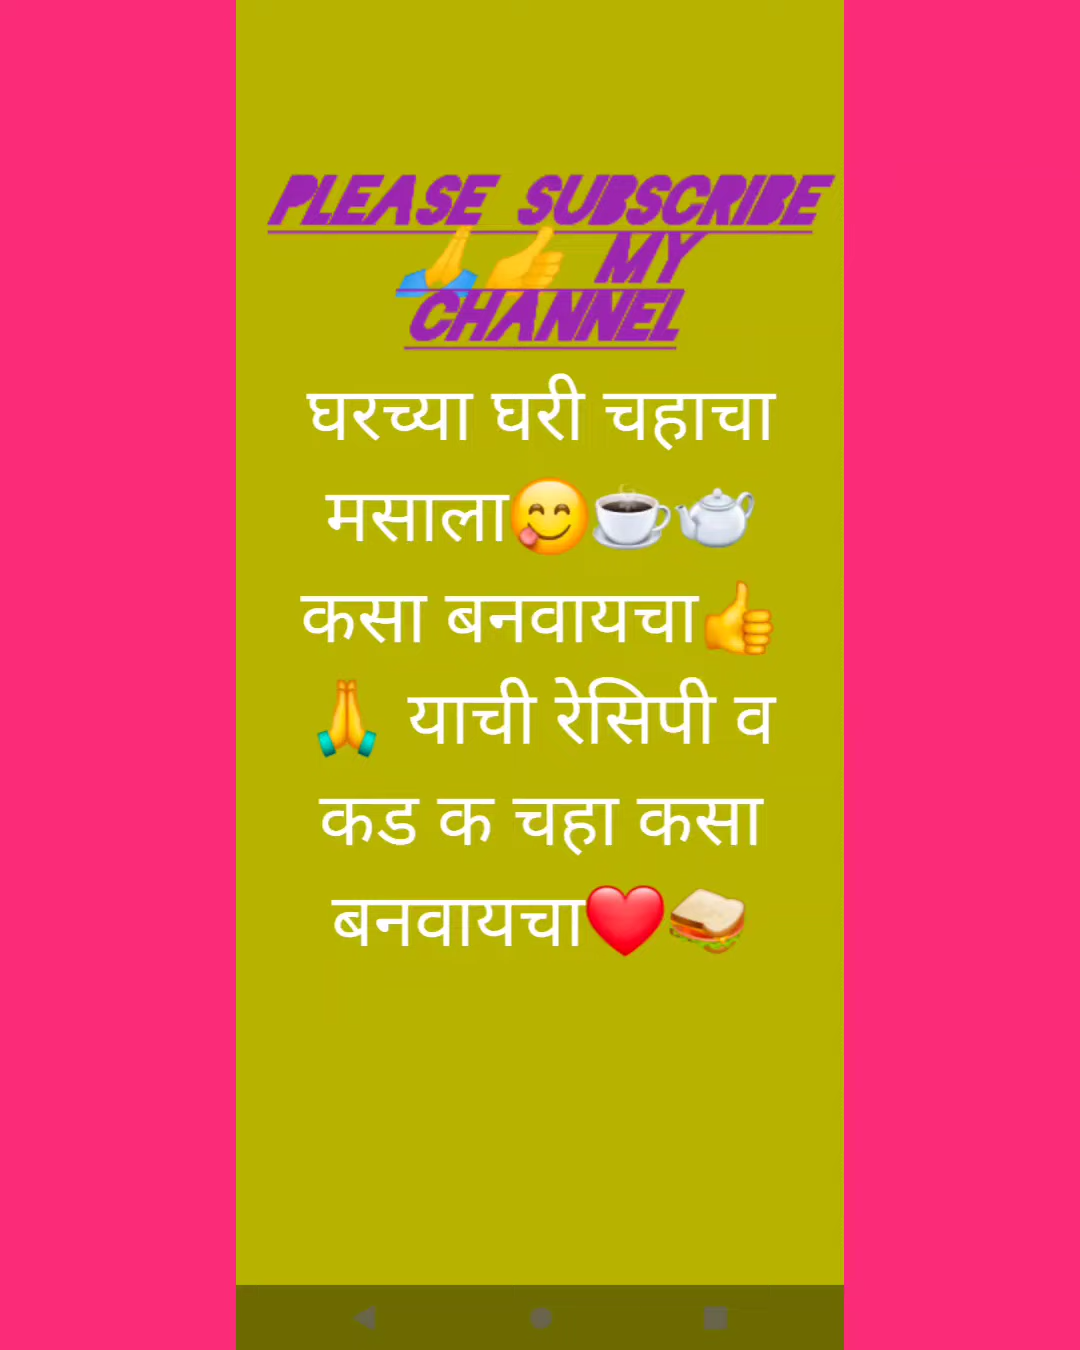 PLEASE SUBSCRIBE
🙏👍 MY
CHANNEL
घरच्या घरी चहाचा
मसाला😋☕🫖
कसा बनवायचा👍
🙏 याची रेसिपी व
कड क चहा कसा
बनवायचा❤️🥪